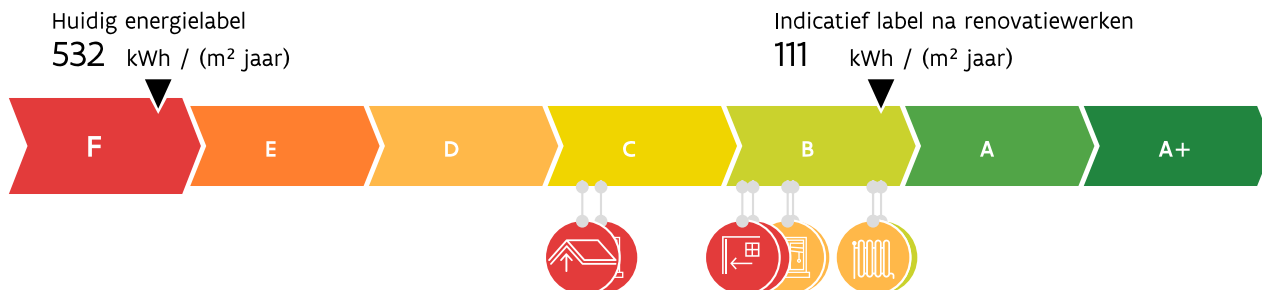 Huidig energielabel
532 kWh / (m² jaar)
Indicatief label na renovatiewerken
111 kWh / (m² jaar)
F E D C B A A+